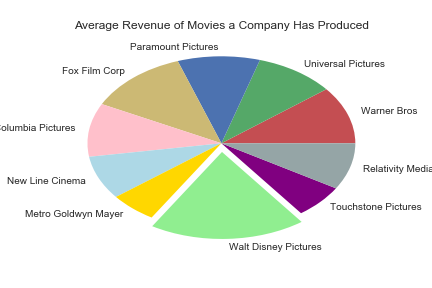 Average Revenue of Movies a Company Has Produced
Paramount Pictures
Universal Pictures
Fox Film Corp
Warner Bros
Columbia Pictures
Relativity Media
New Line Cinema
Touchstone Pictures
Metro Goldwyn Mayer
Walt Disney Pictures